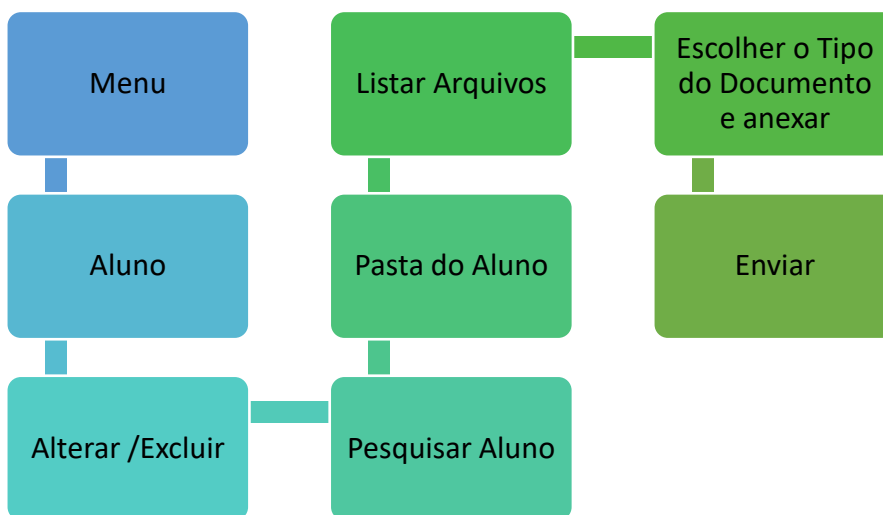 Menu
Aluno
Alterar /Excluir
Pesquisar Aluno
Pasta do Aluno
Listar Arquivos
Escolher o Tipo
do Documento
e anexar
Enviar